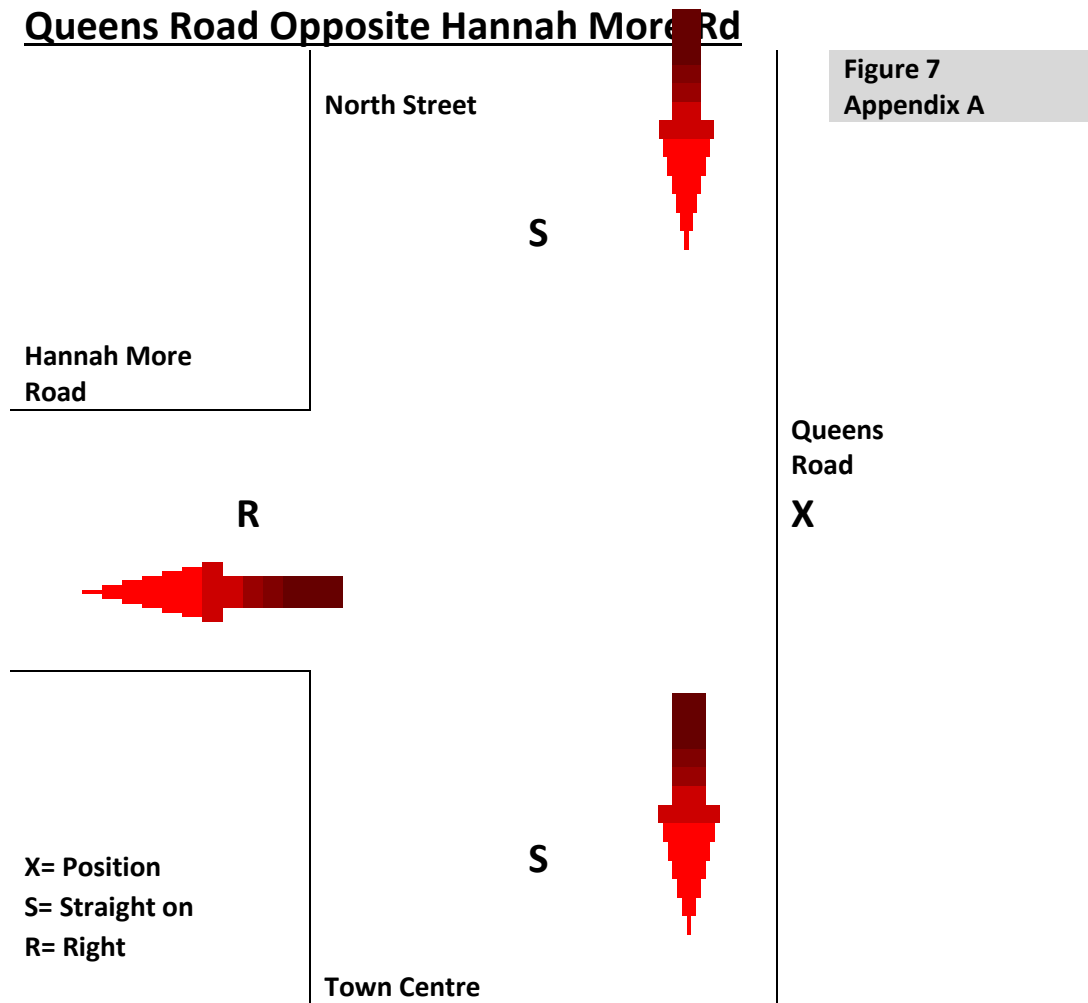 Queens Road Opposite Hannah More Rd
Figure 7
Appendix A
North Street
S
Hannah More
Road
Queens
Road
R
X
S
X= Position
S= Straight on
R= Right
Town Centre